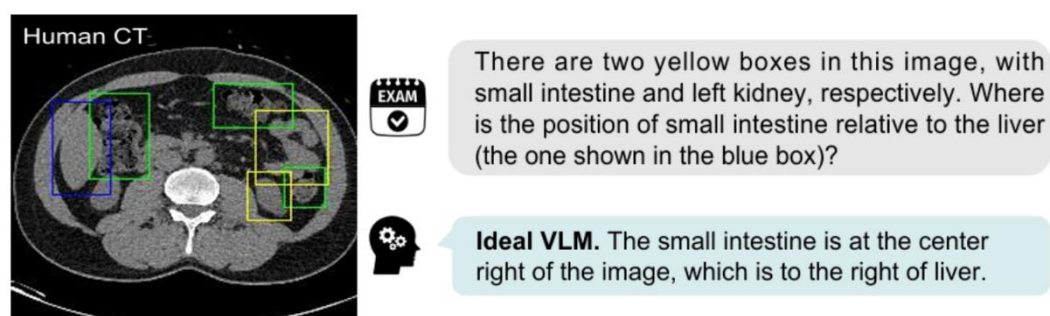 Human CT
EXAM
There are two yellow boxes in this image, with
small intestine and left kidney, respectively. Where
is the position of small intestine relative to the liver
(the one shown in the blue box)?
Ideal VLM. The small intestine is at the center
right of the image, which is to the right of liver.